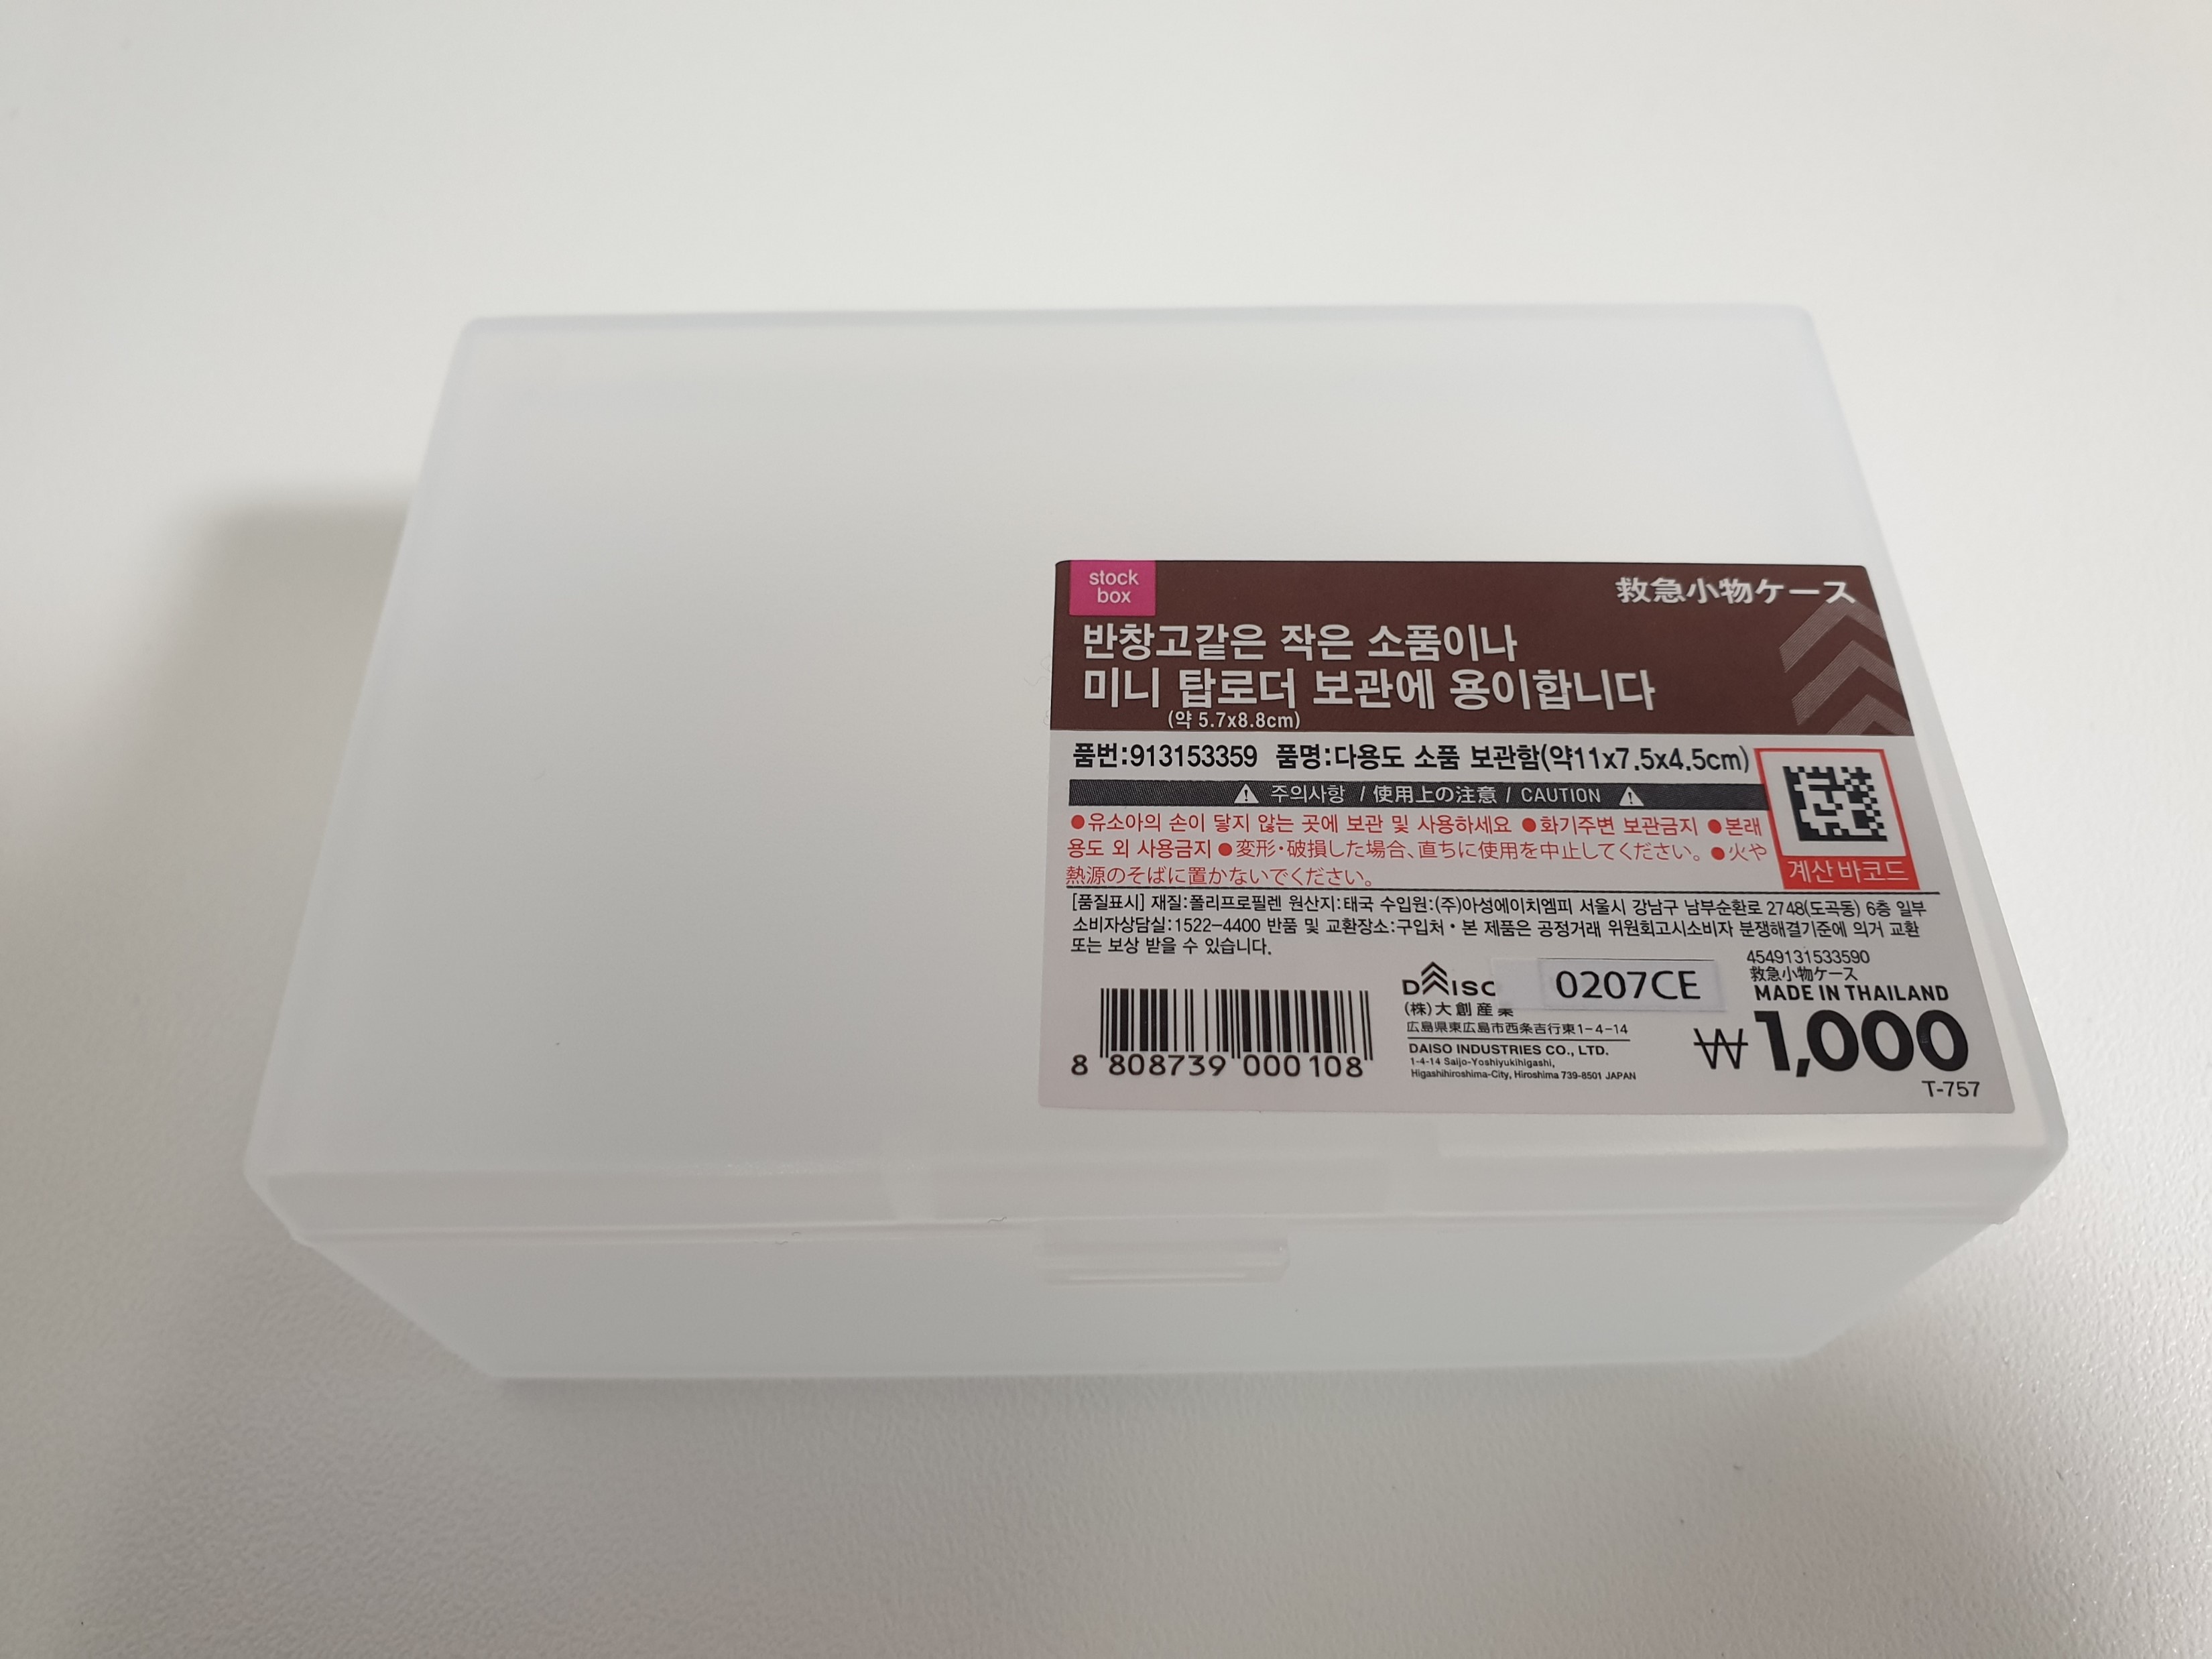 stock
box
救急小物ケース
반창고같은 작은 소품이나
미니 탑로더 보관에 용이합니다
(약 5.7x8.8cm)
품번:913153359 품명:다용도 소품 보관함(약11x7.5x4.5cm)
주의사항 / 使用上の注意 / CAUTION
●유소아의 손이 닿지 않는 곳에 보관 및 사용하세요 ●화기주변 보관금지 ●본래
용도 외 사용금지 ●変形・破損した場合、直ちに使用を中止してください。 ●火や
熱源のそばに置かないでください。
계산바코드
[품질표시] 재질:폴리프로필렌 원산지:태국 수입원:(주)아성에이치엠피 서울시 강남구 남부순환로 2748(도곡동) 6층 일부
소비자상담실:1522-4400 반품 및 교환장소:구입처・본 제품은 공정거래 위원회고시소비자 분쟁해결기준에 의거 교환
또는 보상 받을 수 있습니다.
8 808739 000108
DAISO
(株)大創産業
広島県東広島市西条吉行東1-4-14
DAISO INDUSTRIES CO., LTD.
1-4-14 Saijo-Yoshiyukihigashi,
Higashihiroshima-City, Hiroshima 739-8501 JAPAN
0207CE
4549131533590
救急小物ケース
MADE IN THAILAND
₩1,000
T-757